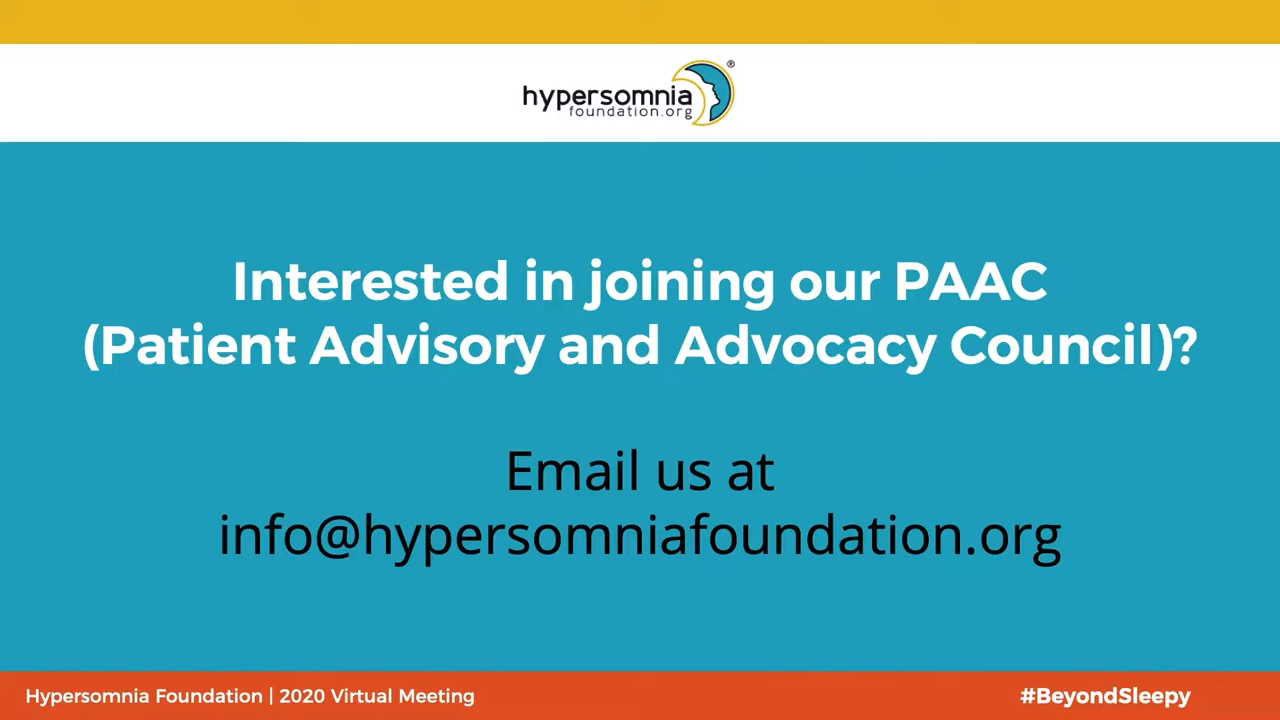 hypersomnia
foundation.org
®
Interested in joining our PAAC
(Patient Advisory and Advocacy Council)?
Email us at
info@hypersomniafoundation.org
Hypersomnia Foundation | 2020 Virtual Meeting
#BeyondSleepy